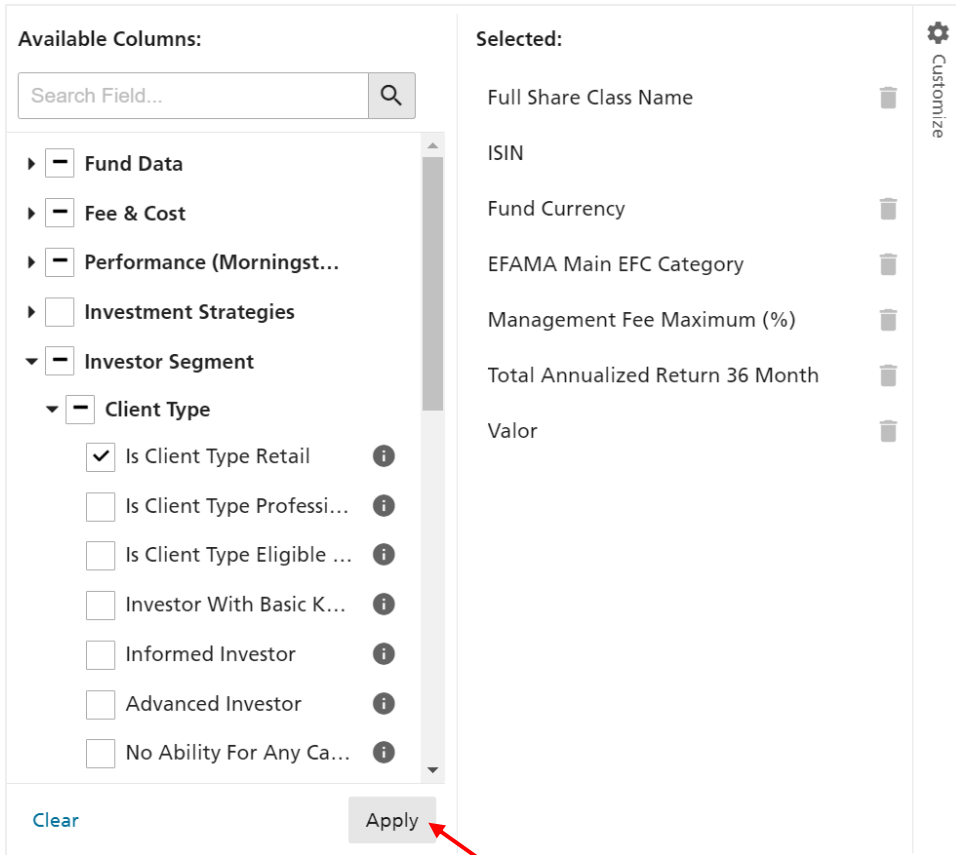 Available Columns:
Search Field...
Fund Data
Fee & Cost
Performance (Morningst...
Investment Strategies
Investor Segment
Client Type
Is Client Type Retail
Is Client Type Professi...
Is Client Type Eligible ...
Investor With Basic K...
Informed Investor
Advanced Investor
No Ability For Any Ca...
Clear
Apply
Selected:
Full Share Class Name
ISIN
Fund Currency
EFAMA Main EFC Category
Management Fee Maximum (%)
Total Annualized Return 36 Month
Valor
Customize